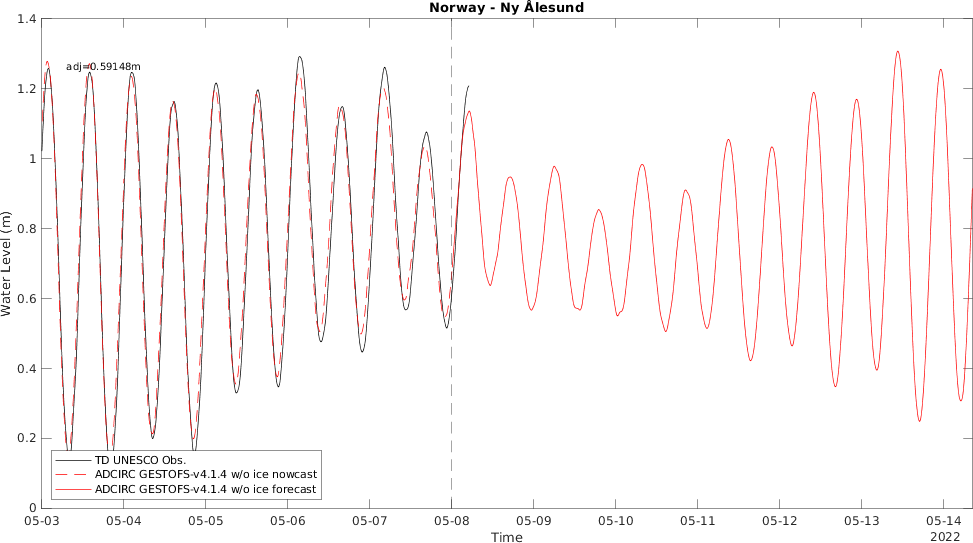 Norway - Ny Ålesund
1.4
1.2
1
0.8
0.6
0.4
0.2
0
Water Level (m)
adj=0.59148m
TD UNESCO Obs.
ADCIRC GESTOFS-v4.1.4 w/o ice nowcast
ADCIRC GESTOFS-v4.1.4 w/o ice forecast
05-03 05-04 05-05 05-06 05-07 05-08 05-09 05-10 05-11 05-12 05-13 05-14
Time 2022